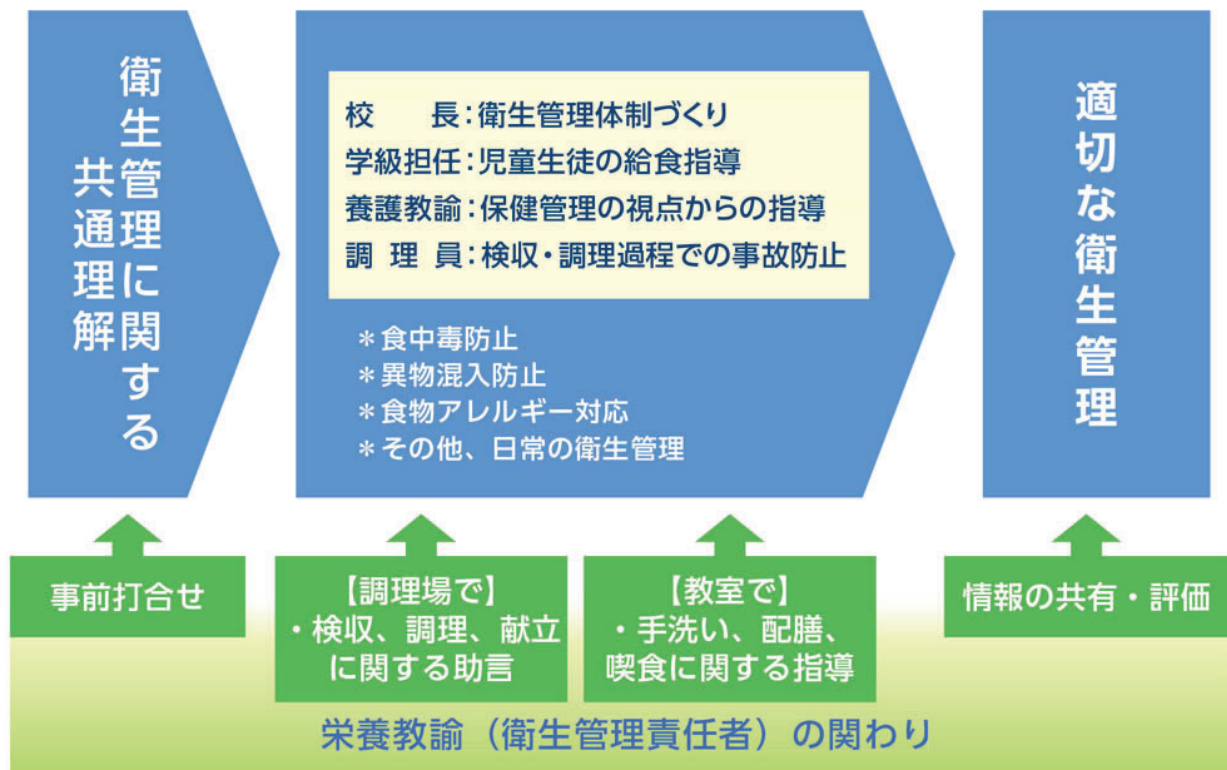 衛生管理に関する
共通理解
校　　長：衛生管理体制づくり
学級担任：児童生徒の給食指導
養護教諭：保健管理の視点からの指導
調 理 員：検収・調理過程での事故防止
＊食中毒防止
＊異物混入防止
＊食物アレルギー対応
＊その他、日常の衛生管理
適切な衛生管理
事前打合せ
【調理場で】
・検収、調理、献立
に関する助言
【教室で】
・手洗い、配膳、
喫食に関する指導
情報の共有・評価
栄養教諭（衛生管理責任者）の関わり